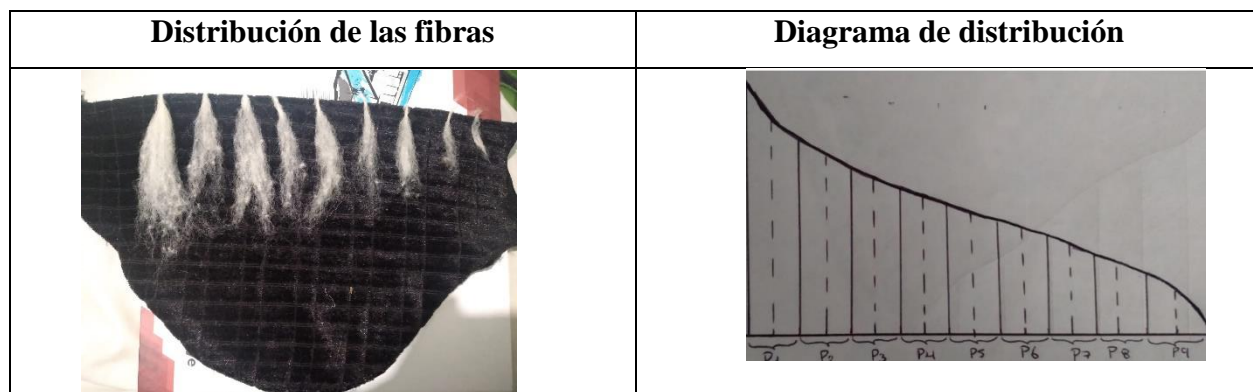 Distribución de las fibras
Diagrama de distribución
P1 P2 P3 P4 P5 P6 P7 P8 P9